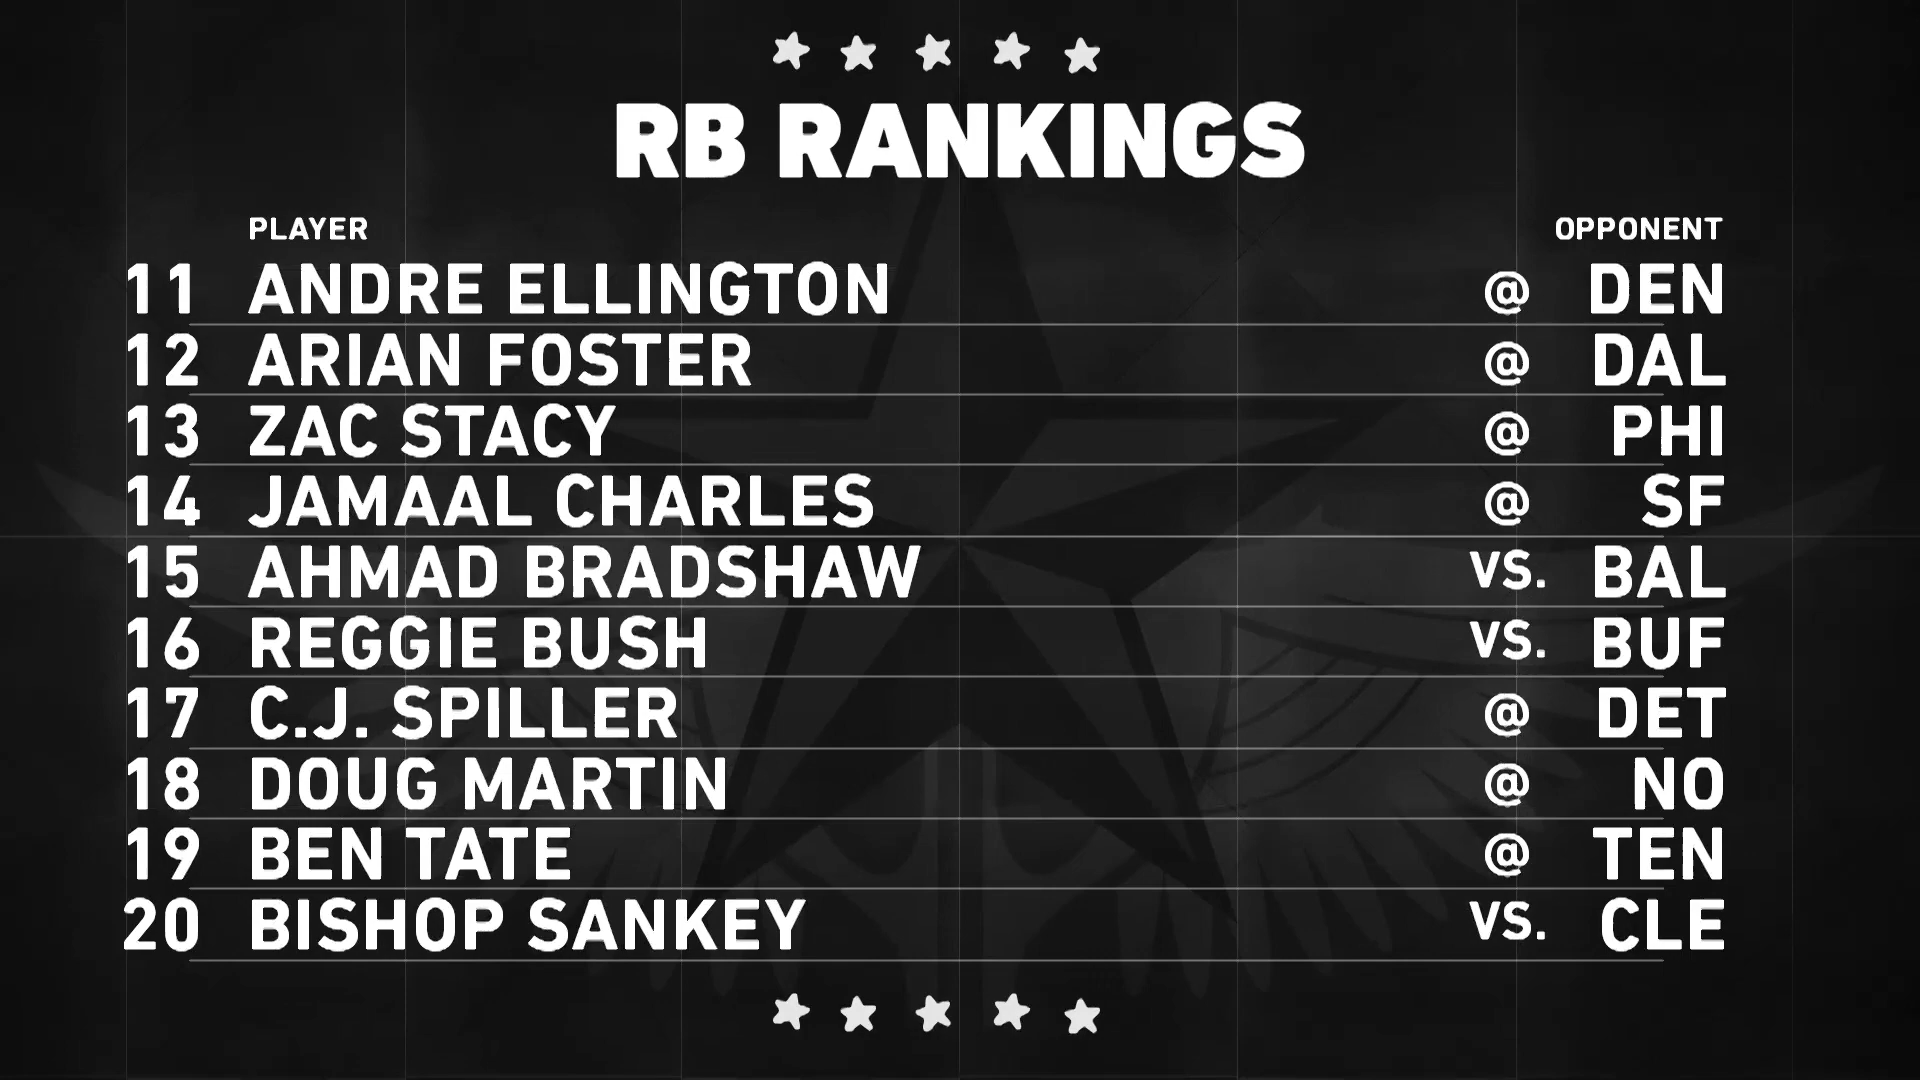 RB RANKINGS
PLAYER OPPONENT
11 ANDRE ELLINGTON @ DEN
12 ARIAN FOSTER @ DAL
13 ZAC STACY @ PHI
14 JAMAAL CHARLES @ SF
15 AHMAD BRADSHAW VS. BAL
16 REGGIE BUSH VS. BUF
17 C.J. SPILLER @ DET
18 DOUG MARTIN @ NO
19 BEN TATE @ TEN
20 BISHOP SANKEY VS. CLE